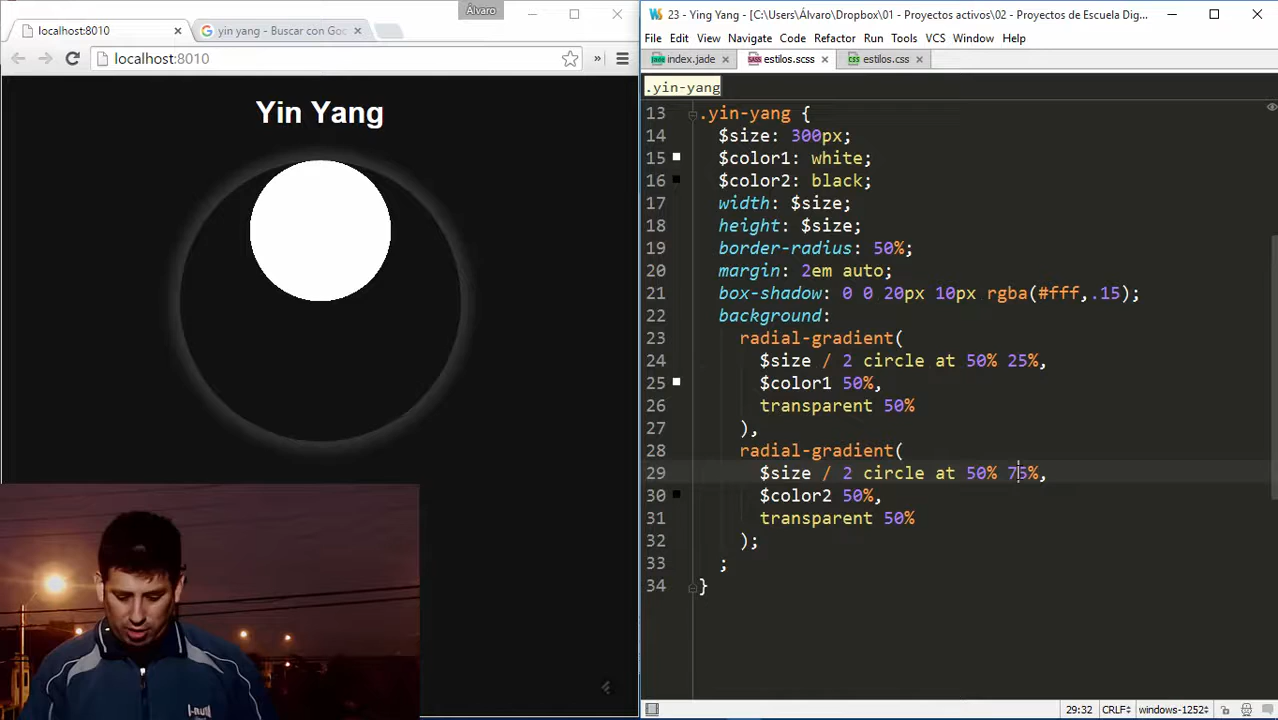 Álvaro
localhost:8010
yin yang - Buscar con Goo
localhost:8010
»
Yin Yang
23 - Ying Yang - [C:\Users\Álvaro\Dropbox\01 - Proyectos activos\02 - Proyectos de Escuela Dig...
File Edit View Navigate Code Refactor Run Tools VCS Window Help
index.jade
estilos.scss
estilos.css
.yin-yang
13 .yin-yang {
14 $size: 300px;
15 $color1: white;
16 $color2: black;
17 width: $size;
18 height: $size;
19 border-radius: 50%;
20 margin: 2em auto;
21 box-shadow: 0 0 20px 10px rgba(#fff,.15);
22 background:
23 radial-gradient(
24 $size / 2 circle at 50% 25%,
25 $color1 50%,
26 transparent 50%
27 ),
28 radial-gradient(
29 $size / 2 circle at 50% 75%,
30 $color2 50%,
31 transparent 50%
32 );
33 ;
34 }
29:32 CRLF÷ windows-1252÷